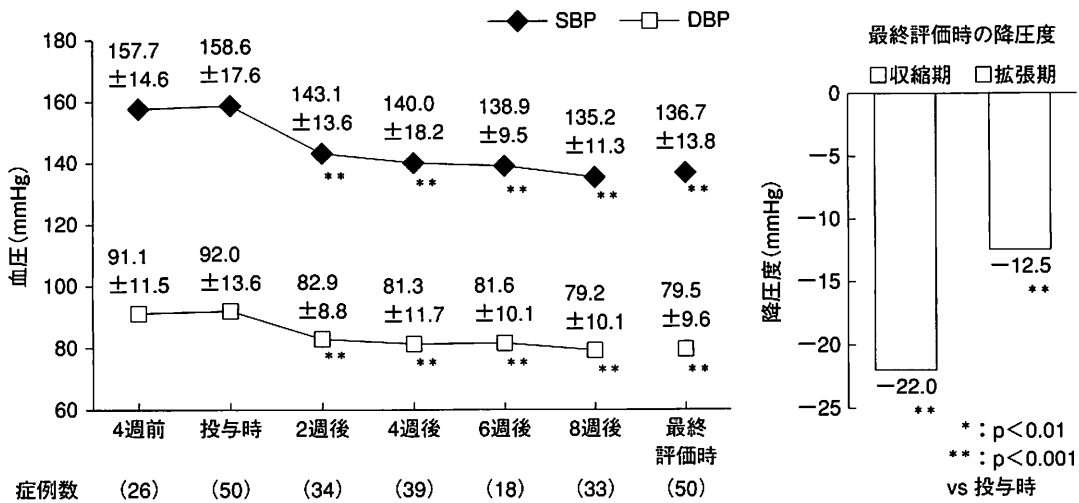 SBP DBP
血圧(mmHg)
180
160
140
120
100
80
60
157.7 ±14.6
158.6 ±17.6
143.1 ±13.6
140.0 ±18.2
138.9 ±9.5
135.2 ±11.3
136.7 ±13.8
** ** ** ** **
91.1 ±11.5
92.0 ±13.6
82.9 ±8.8
81.3 ±11.7
81.6 ±10.1
79.2 ±10.1
79.5 ±9.6
** ** ** ** **
4週前 投与時 2週後 4週後 6週後 8週後 最終
評価時
症例数 (26) (50) (34) (39) (18) (33) (50)
最終評価時の降圧度
収縮期 拡張期
降圧度(mmHg)
0
−5
−10
−15
−20
−25
−12.5
**
−22.0
**
*:p<0.01
**:p<0.001
vs 投与時